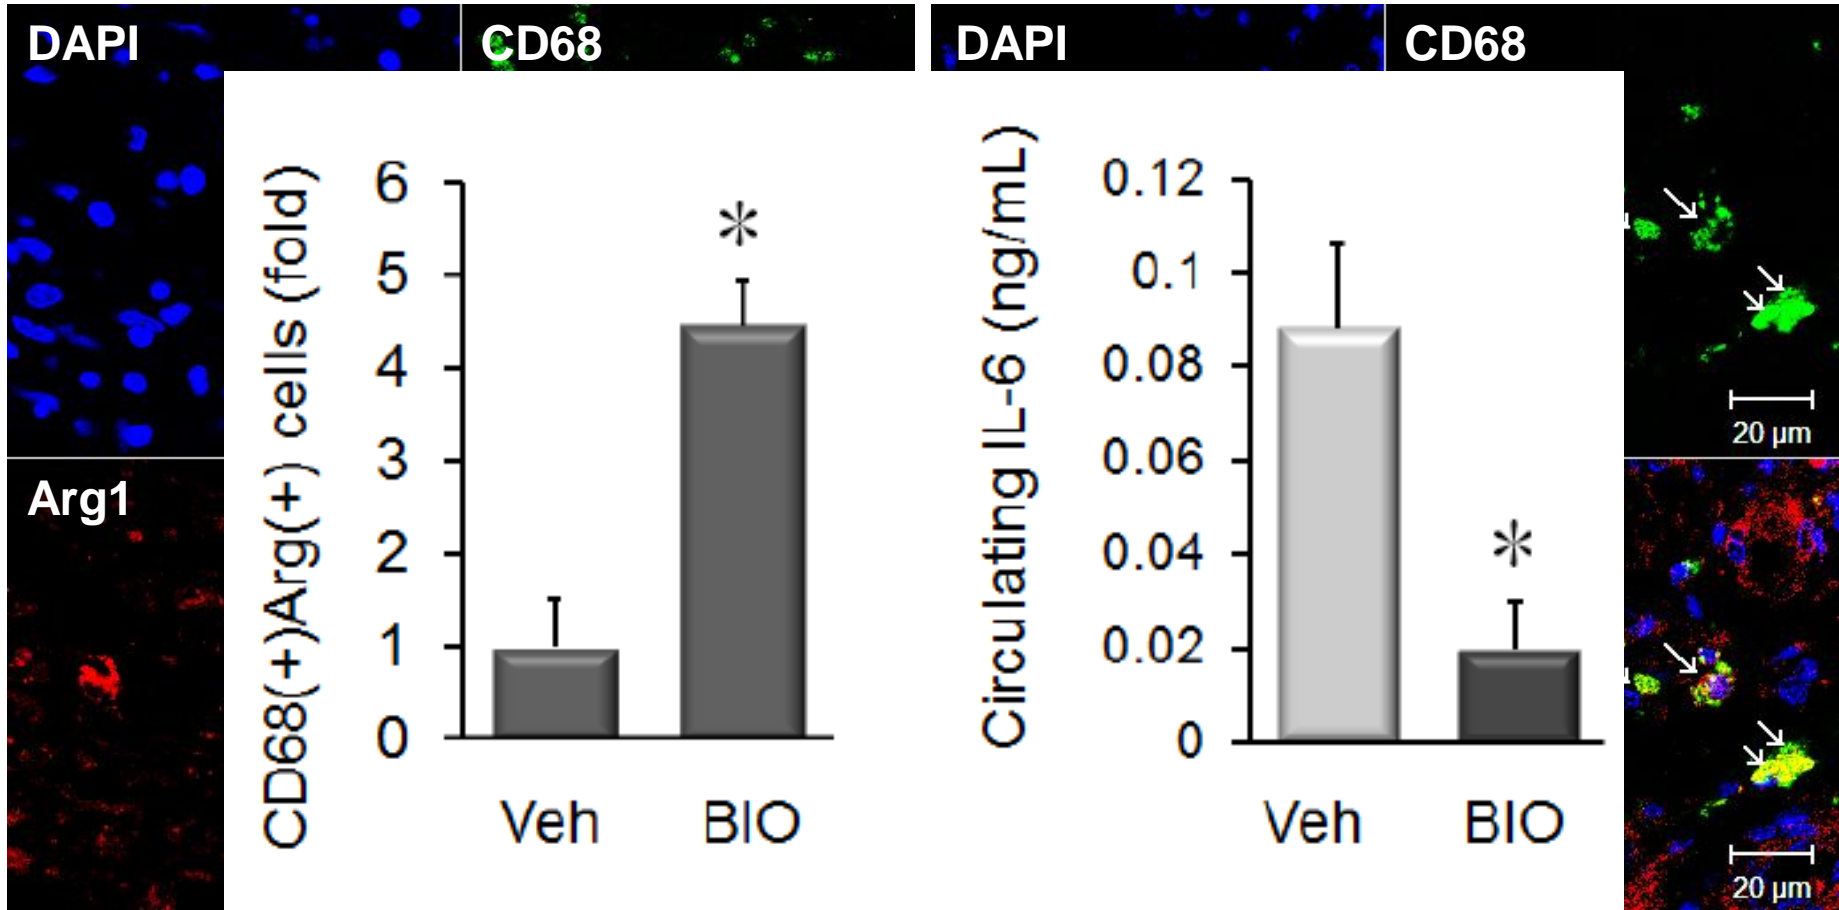 DAPI
CD68
DAPI
CD68
CD68(+)Arg(+) cells (fold)
6
5
4
3
2
1
0
*
Veh
BIO
Circulating IL-6 (ng/mL)
0.12
0.1
0.08
0.06
0.04
0.02
0
*
Veh
BIO
20 µm
Arg1
20 µm